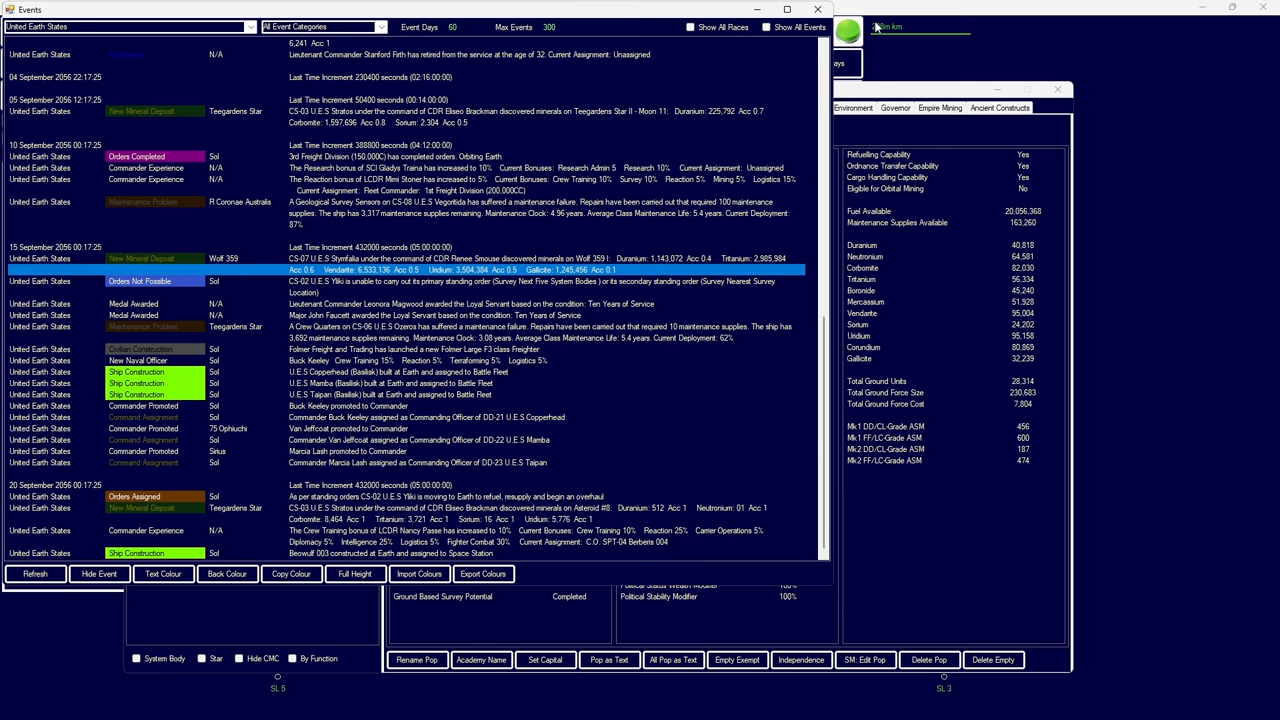 Events
United Earth States All Event Categories Event Days 60 Max Events 300 Show All Races Show All Events
6,241 Acc 1
United Earth States N/A Lieutenant Commander Stanford Firth has retired from the service at the age of 32. Current Assignment: Unassigned
04 September 2056 22:17:25 Last Time Increment 230400 seconds (02:16:00:00)
05 September 2056 12:17:25 Last Time Increment 50400 seconds (00:14:00:00)
United Earth States New Mineral Deposit Teegardens Star CS-03 U.E.S Stratos under the command of CDR Eliseo Brackman discovered minerals on Teegardens Star II - Moon 11: Duranium: 225,792 Acc 0.7
Corbomite: 1,597,696 Acc 0.8 Sorium: 2,304 Acc 0.5
10 September 2056 00:17:25 Last Time Increment 388800 seconds (04:12:00:00)
United Earth States Orders Completed Sol 3rd Freight Division (150,000C) has completed orders. Orbiting Earth
United Earth States Commander Experience N/A The Research bonus of SCI Gladys Traina has increased to 10% Current Bonuses: Research Admin 5 Research 10% Current Assignment: Unassigned
United Earth States Commander Experience N/A The Reaction bonus of LCDR Mimi Stoner has increased to 5% Current Bonuses: Crew Training 10% Survey 10% Reaction 5% Mining 5% Logistics 15%
Current Assignment: Fleet Commander: 1st Freight Division (200,000CC)
United Earth States Maintenance Problem R Coronae Australis A Geological Survey Sensors on CS-08 U.E.S Vegoritida has suffered a maintenance failure. Repairs have been carried out that required 100 maintenance
supplies. The ship has 3,317 maintenance supplies remaining. Maintenance Clock: 4.96 years. Average Class Maintenance Life: 5.4 years. Current Deployment:
87%
15 September 2056 00:17:25 Last Time Increment 432000 seconds (05:00:00:00)
United Earth States New Mineral Deposit Wolf 359 CS-07 U.E.S Stymfalia under the command of CDR Renee Smouse discovered minerals on Wolf 359 I: Duranium: 1,143,072 Acc 0.4 Tritanium: 2,985,984
Acc 0.6 Vendarite: 6,533,136 Acc 0.5 Uridium: 3,504,384 Acc 0.5 Gallicite: 1,245,456 Acc 0.1
United Earth States Orders Not Possible Sol CS-02 U.E.S Yliki is unable to carry out its primary standing order (Survey Next Five System Bodies ) or its secondary standing order (Survey Nearest Survey
Location)
United Earth States Medal Awarded N/A Lieutenant Commander Leonora Magwood awarded the Loyal Servant based on the condition: Ten Years of Service
United Earth States Medal Awarded N/A Major John Faucett awarded the Loyal Servant based on the condition: Ten Years of Service
United Earth States Maintenance Problem Teegardens Star A Crew Quarters on CS-06 U.E.S Ozeros has suffered a maintenance failure. Repairs have been carried out that required 10 maintenance supplies. The ship has
3,692 maintenance supplies remaining. Maintenance Clock: 3.08 years. Average Class Maintenance Life: 5.4 years. Current Deployment: 62%
United Earth States Civilian Construction Sol Folmer Freight and Trading has launched a new Folmer Large F3 class Freighter
United Earth States New Naval Officer Sol Buck Keeley Crew Training 15% Reaction 5% Terraforming 5% Logistics 5%
United Earth States Ship Construction Sol U.E.S Copperhead (Basilisk) built at Earth and assigned to Battle Fleet
United Earth States Ship Construction Sol U.E.S Mamba (Basilisk) built at Earth and assigned to Battle Fleet
United Earth States Ship Construction Sol U.E.S Taipan (Basilisk) built at Earth and assigned to Battle Fleet
United Earth States Commander Promoted Sol Buck Keeley promoted to Commander
United Earth States Command Assignment Sol Commander Buck Keeley assigned as Commanding Officer of DD-21 U.E.S Copperhead
United Earth States Commander Promoted 75 Ophiuchi Van Jeffcoat promoted to Commander
United Earth States Command Assignment Sol Commander Van Jeffcoat assigned as Commanding Officer of DD-22 U.E.S Mamba
United Earth States Commander Promoted Sirius Marcia Lash promoted to Commander
United Earth States Command Assignment Sol Commander Marcia Lash assigned as Commanding Officer of DD-23 U.E.S Taipan
20 September 2056 00:17:25 Last Time Increment 432000 seconds (05:00:00:00)
United Earth States Orders Assigned Sol As per standing orders CS-02 U.E.S Yliki is moving to Earth to refuel, resupply and begin an overhaul
United Earth States New Mineral Deposit Teegardens Star CS-03 U.E.S Stratos under the command of CDR Eliseo Brackman discovered minerals on Asteroid #8: Duranium: 512 Acc 1 Neutronium: 01 Acc 1
Corbomite: 8,464 Acc 1 Tritanium: 3,721 Acc 1 Sorium: 16 Acc 1 Uridium: 5,776 Acc 1
United Earth States Commander Experience N/A The Crew Training bonus of LCDR Nancy Passe has increased to 10% Current Bonuses: Crew Training 10% Reaction 25% Carrier Operations 5%
Diplomacy 5% Intelligence 25% Logistics 5% Fighter Combat 30% Current Assignment: C.O. SPT-04 Berberis 004
United Earth States Ship Construction Sol Beowulf 003 constructed at Earth and assigned to Space Station
Refresh Hide Event Text Colour Back Colour Copy Colour Full Height Import Colours Export Colours
m km
ays
Environment Governor Empire Mining Ancient Constructs
Refuelling Capability Yes
Ordnance Transfer Capability Yes
Cargo Handling Capability Yes
Eligible for Orbital Mining No
Fuel Available 20,056,368
Maintenance Supplies Available 163,260
Duranium 40,818
Neutronium 64,581
Corbomite 82,030
Tritanium 56,334
Boronide 45,240
Mercassium 51,928
Vendarite 95,004
Sorium 24,202
Uridium 95,158
Corundium 80,869
Gallicite 32,239
Total Ground Units 28,314
Total Ground Force Size 230,683
Total Ground Force Cost 7,804
Mk1 DD/CL-Grade ASM 456
Mk1 FF/LC-Grade ASM 600
Mk2 DD/CL-Grade ASM 187
Mk2 FF/LC-Grade ASM 474
Political Status Wealth Modifier 100%
Ground Based Survey Potential Completed Political Stability Modifier 100%
System Body Star Hide CMC By Function
Rename Pop Academy Name Set Capital Pop as Text All Pop as Text Empty Exempt Independence SM: Edit Pop Delete Pop Delete Empty
SL 5 SL 3